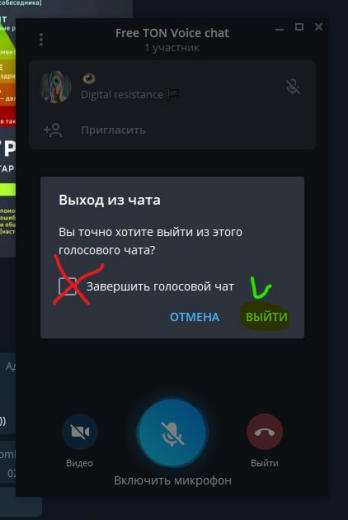 собеседника)
Free TON Voice chat
1 участник
Digital resistance
Пригласить
Выход из чата
Вы точно хотите выйти из этого
голосового чата?
Завершить голосовой чат
ОТМЕНА ВЫЙТИ
Видео
Выйти
Включить микрофон